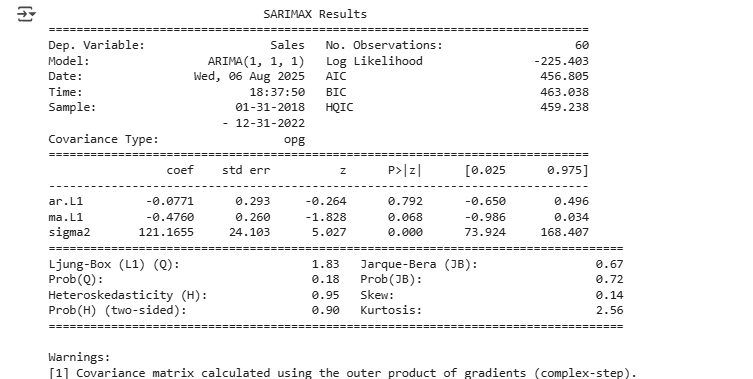 SARIMAX Results
==============================================================================
Dep. Variable: Sales No. Observations: 60
Model: ARIMA(1, 1, 1) Log Likelihood -225.403
Date: Wed, 06 Aug 2025 AIC 456.805
Time: 18:37:50 BIC 463.038
Sample: 01-31-2018 HQIC 459.238
- 12-31-2022
Covariance Type: opg
==============================================================================
coef std err z P>|z| [0.025 0.975]
------------------------------------------------------------------------------
ar.L1 -0.0771 0.293 -0.264 0.792 -0.650 0.496
ma.L1 -0.4760 0.260 -1.828 0.068 -0.986 0.034
sigma2 121.1655 24.103 5.027 0.000 73.924 168.407
===================================================================================
Ljung-Box (L1) (Q): 1.83 Jarque-Bera (JB): 0.67
Prob(Q): 0.18 Prob(JB): 0.72
Heteroskedasticity (H): 0.95 Skew: 0.14
Prob(H) (two-sided): 0.90 Kurtosis: 2.56
===================================================================================
Warnings:
[1] Covariance matrix calculated using the outer product of gradients (complex-step).